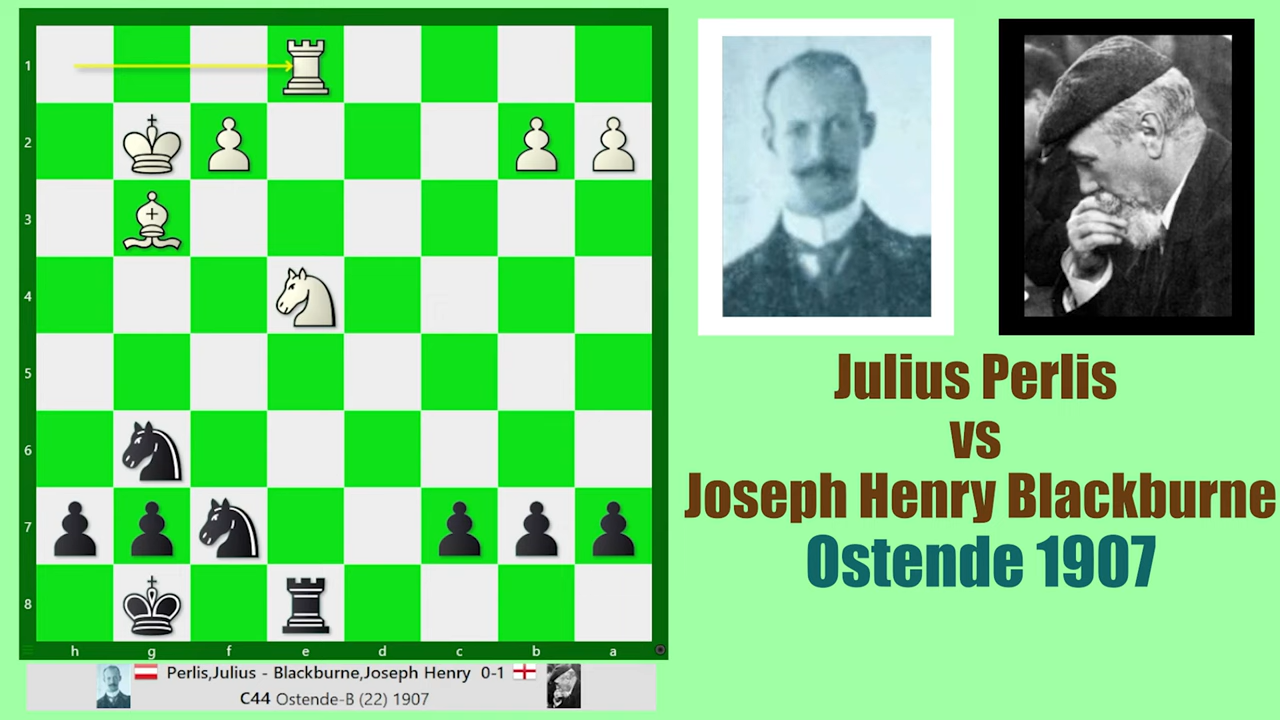 1
2
3
4
5
6
7
8
h g f e d c b a
Perlis,Julius - Blackburne,Joseph Henry 0-1
C44 Ostende-B (22) 1907
Julius Perlis
vs
Joseph Henry Blackburne
Ostende 1907